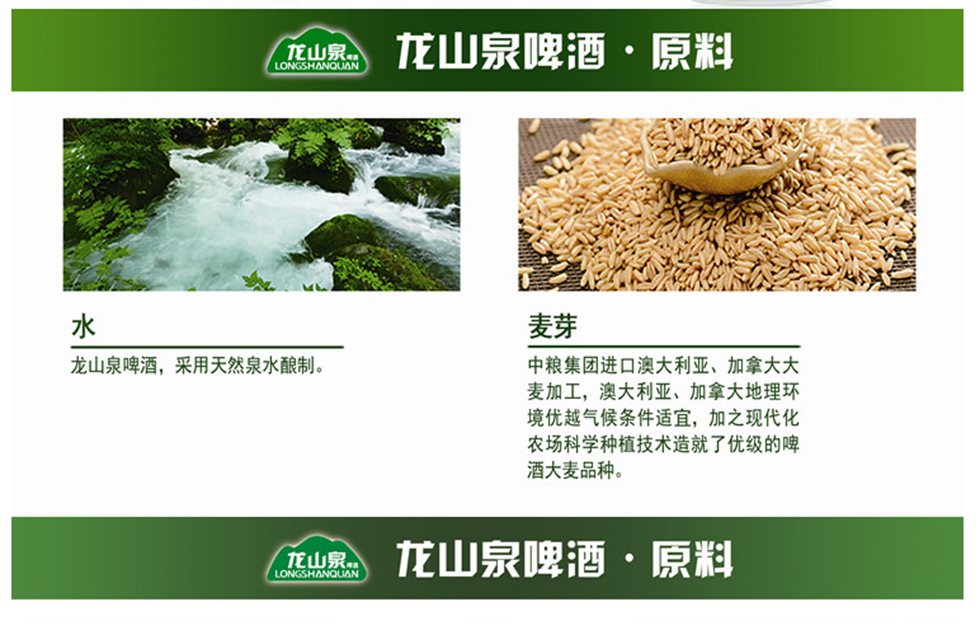 龙山泉啤酒
LONGSHANQUAN
龙山泉啤酒·原料
水
龙山泉啤酒，采用天然泉水酿制。
麦芽
中粮集团进口澳大利亚、加拿大大
麦加工，澳大利亚、加拿大地理环
境优越气候条件适宜，加之现代化
农场科学种植技术造就了优级的啤
酒大麦品种。
龙山泉啤酒
LONGSHANQUAN
龙山泉啤酒·原料